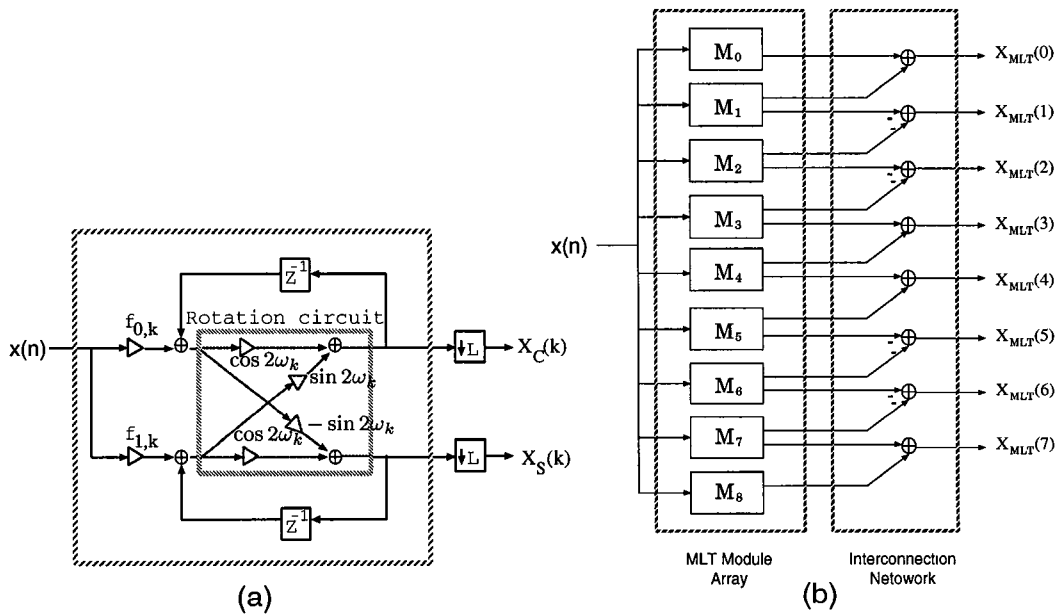 f0,k
x(n)
f1,k
Z-1
Rotation circuit
cos 2ωk
sin 2ωk
− sin 2ωk
cos 2ωk
Z-1
↓L
XC(k)
↓L
XS(k)
(a)
x(n)
M0
M1
M2
M3
M4
M5
M6
M7
M8
- -
- -
- -
- -
XMLT(0)
XMLT(1)
XMLT(2)
XMLT(3)
XMLT(4)
XMLT(5)
XMLT(6)
XMLT(7)
MLT Module
Array
Interconnection
Netowork
(b)